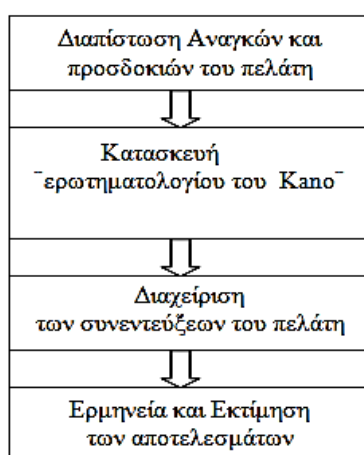 Διαπίστωση Αναγκών και
προσδοκιών του πελάτη
Κατασκευή
¯ερωτηματολογίου του Kano¯
Διαχείριση
των συνεντεύξεων του πελάτη
Ερμηνεία και Εκτίμηση
των αποτελεσμάτων